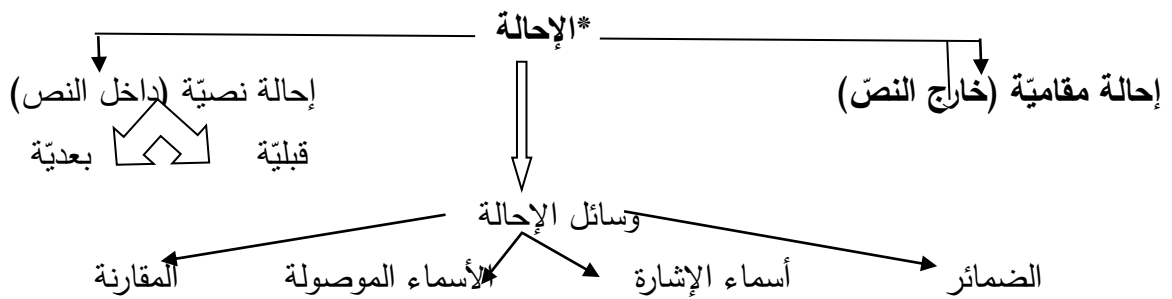 *الإحالة
إحالة مقاميّة (خارج النصّ) إحالة نصيّة (داخل النص)
قبليّة بعديّة
وسائل الإحالة
الضمائر أسماء الإشارة الأسماء الموصولة المقارنة